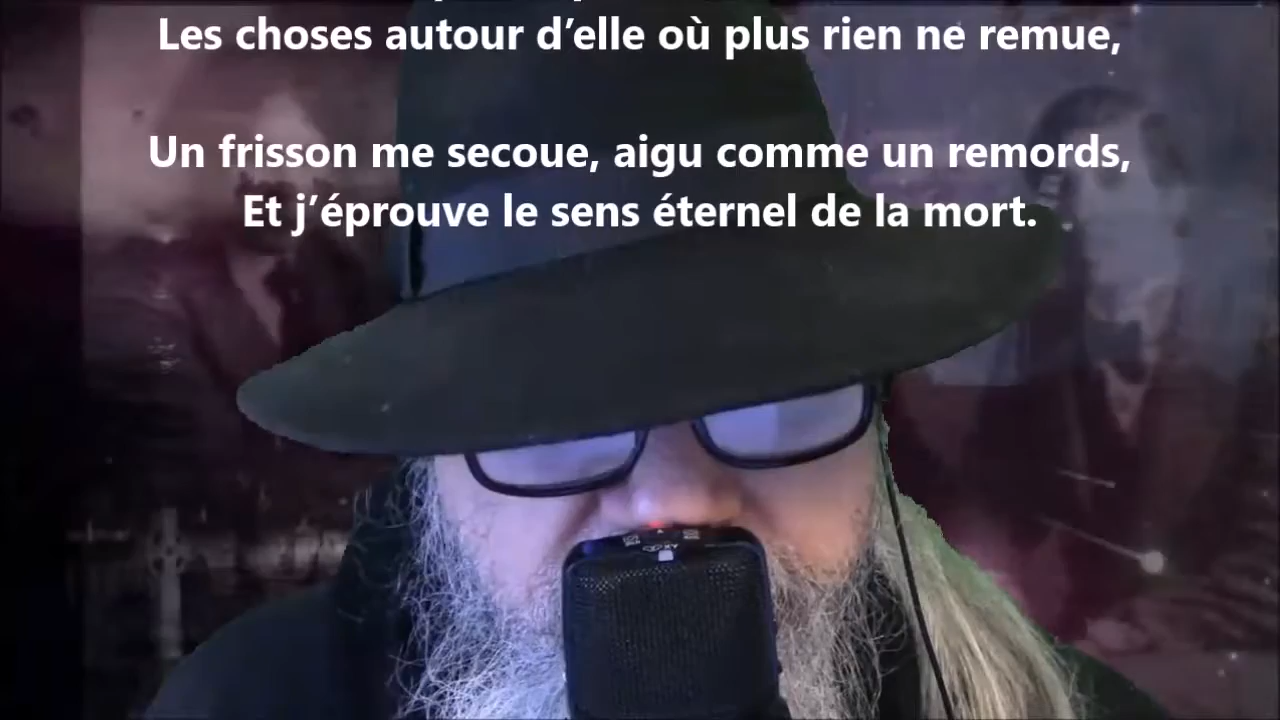 Les choses autour d’elle où plus rien ne remue,
Un frisson me secoue, aigu comme un remords,
Et j’éprouve le sens éternel de la mort.